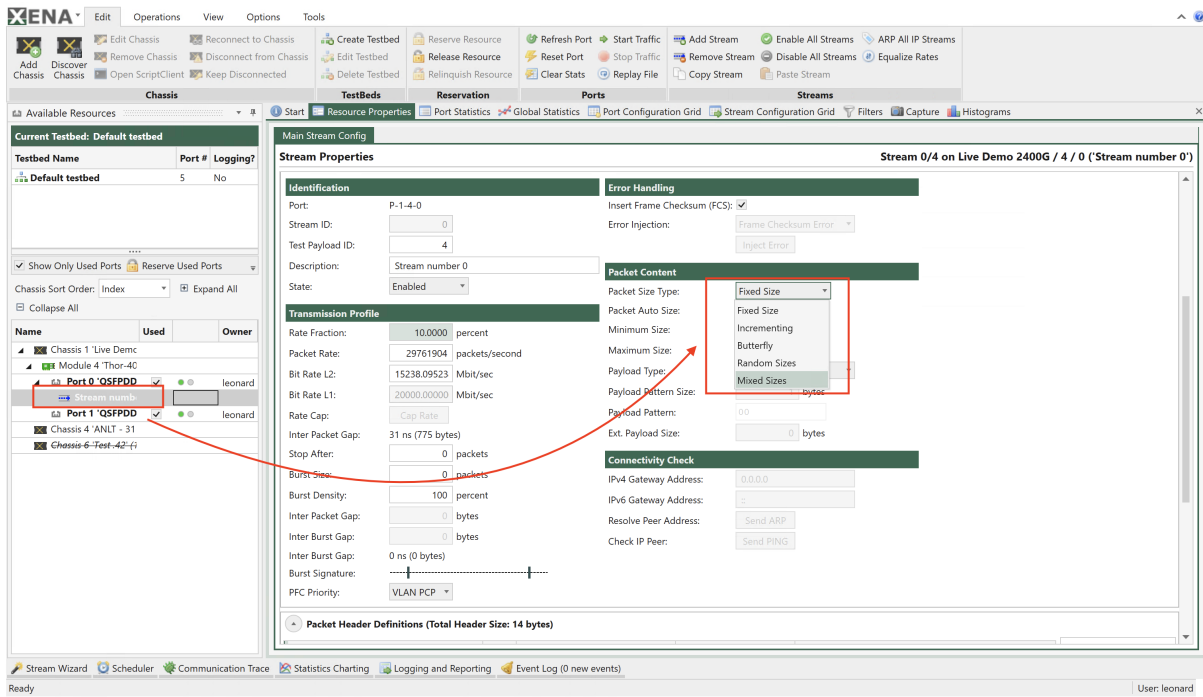 XENA
Edit Operations View Options Tools
Add Chassis
Discover Chassis
Edit Chassis
Remove Chassis
Open ScriptClient
Reconnect to Chassis
Disconnect from Chassis
Keep Disconnected
Chassis
Create Testbed
Edit Testbed
Delete Testbed
TestBeds
Reserve Resource
Release Resource
Relinquish Resource
Reservation
Refresh Port
Reset Port
Clear Stats
Start Traffic
Stop Traffic
Replay File
Ports
Add Stream
Remove Stream
Copy Stream
Enable All Streams
Disable All Streams
Paste Stream
ARP All IP Streams
Equalize Rates
Streams
Available Resources
Current Testbed: Default testbed
Testbed Name Port # Logging?
Default testbed 5 No
Show Only Used Ports Reserve Used Ports
Chassis Sort Order: Index Expand All
Collapse All
Name Used Owner
Chassis 1 'Live Demc
Module 4 'Thor-40
Port 0 'QSFPDD leonard
Stream numb
Port 1 'QSFPDD leonard
Chassis 4 'ANLT - 31
Chassis 6 'Test .42' (1
Start Resource Properties Port Statistics Global Statistics Port Configuration Grid Stream Configuration Grid Filters Capture Histograms
Main Stream Config
Stream Properties Stream 0/4 on Live Demo 2400G / 4 / 0 ('Stream number 0')
Identification
Port: P-1-4-0
Stream ID: 0
Test Payload ID: 4
Description: Stream number 0
State: Enabled
Transmission Profile
Rate Fraction: 10.0000 percent
Packet Rate: 29761904 packets/second
Bit Rate L2: 15238.09523 Mbit/sec
Bit Rate L1: 20000.00000 Mbit/sec
Rate Cap: Cap Rate
Inter Packet Gap: 31 ns (775 bytes)
Stop After: 0 packets
Burst Size: 0 packets
Burst Density: 100 percent
Inter Packet Gap: 0 bytes
Inter Burst Gap: 0 bytes
Inter Burst Gap: 0 ns (0 bytes)
Burst Signature:
PFC Priority: VLAN PCP
Error Handling
Insert Frame Checksum (FCS):
Error Injection: Frame Checksum Error
Inject Error
Packet Content
Packet Size Type: Fixed Size
Packet Auto Size:
Minimum Size:
Maximum Size:
Payload Type:
Fixed Size
Incrementing
Butterfly
Random Sizes
Mixed Sizes
Payload Pattern Size: 1 bytes
Payload Pattern: 00
Ext. Payload Size: 0 bytes
Connectivity Check
IPv4 Gateway Address: 0.0.0.0
IPv6 Gateway Address: ::
Resolve Peer Address: Send ARP
Check IP Peer: Send PING
Packet Header Definitions (Total Header Size: 14 bytes)
Stream Wizard Scheduler Communication Trace Statistics Charting Logging and Reporting Event Log (0 new events)
Ready User: leonard